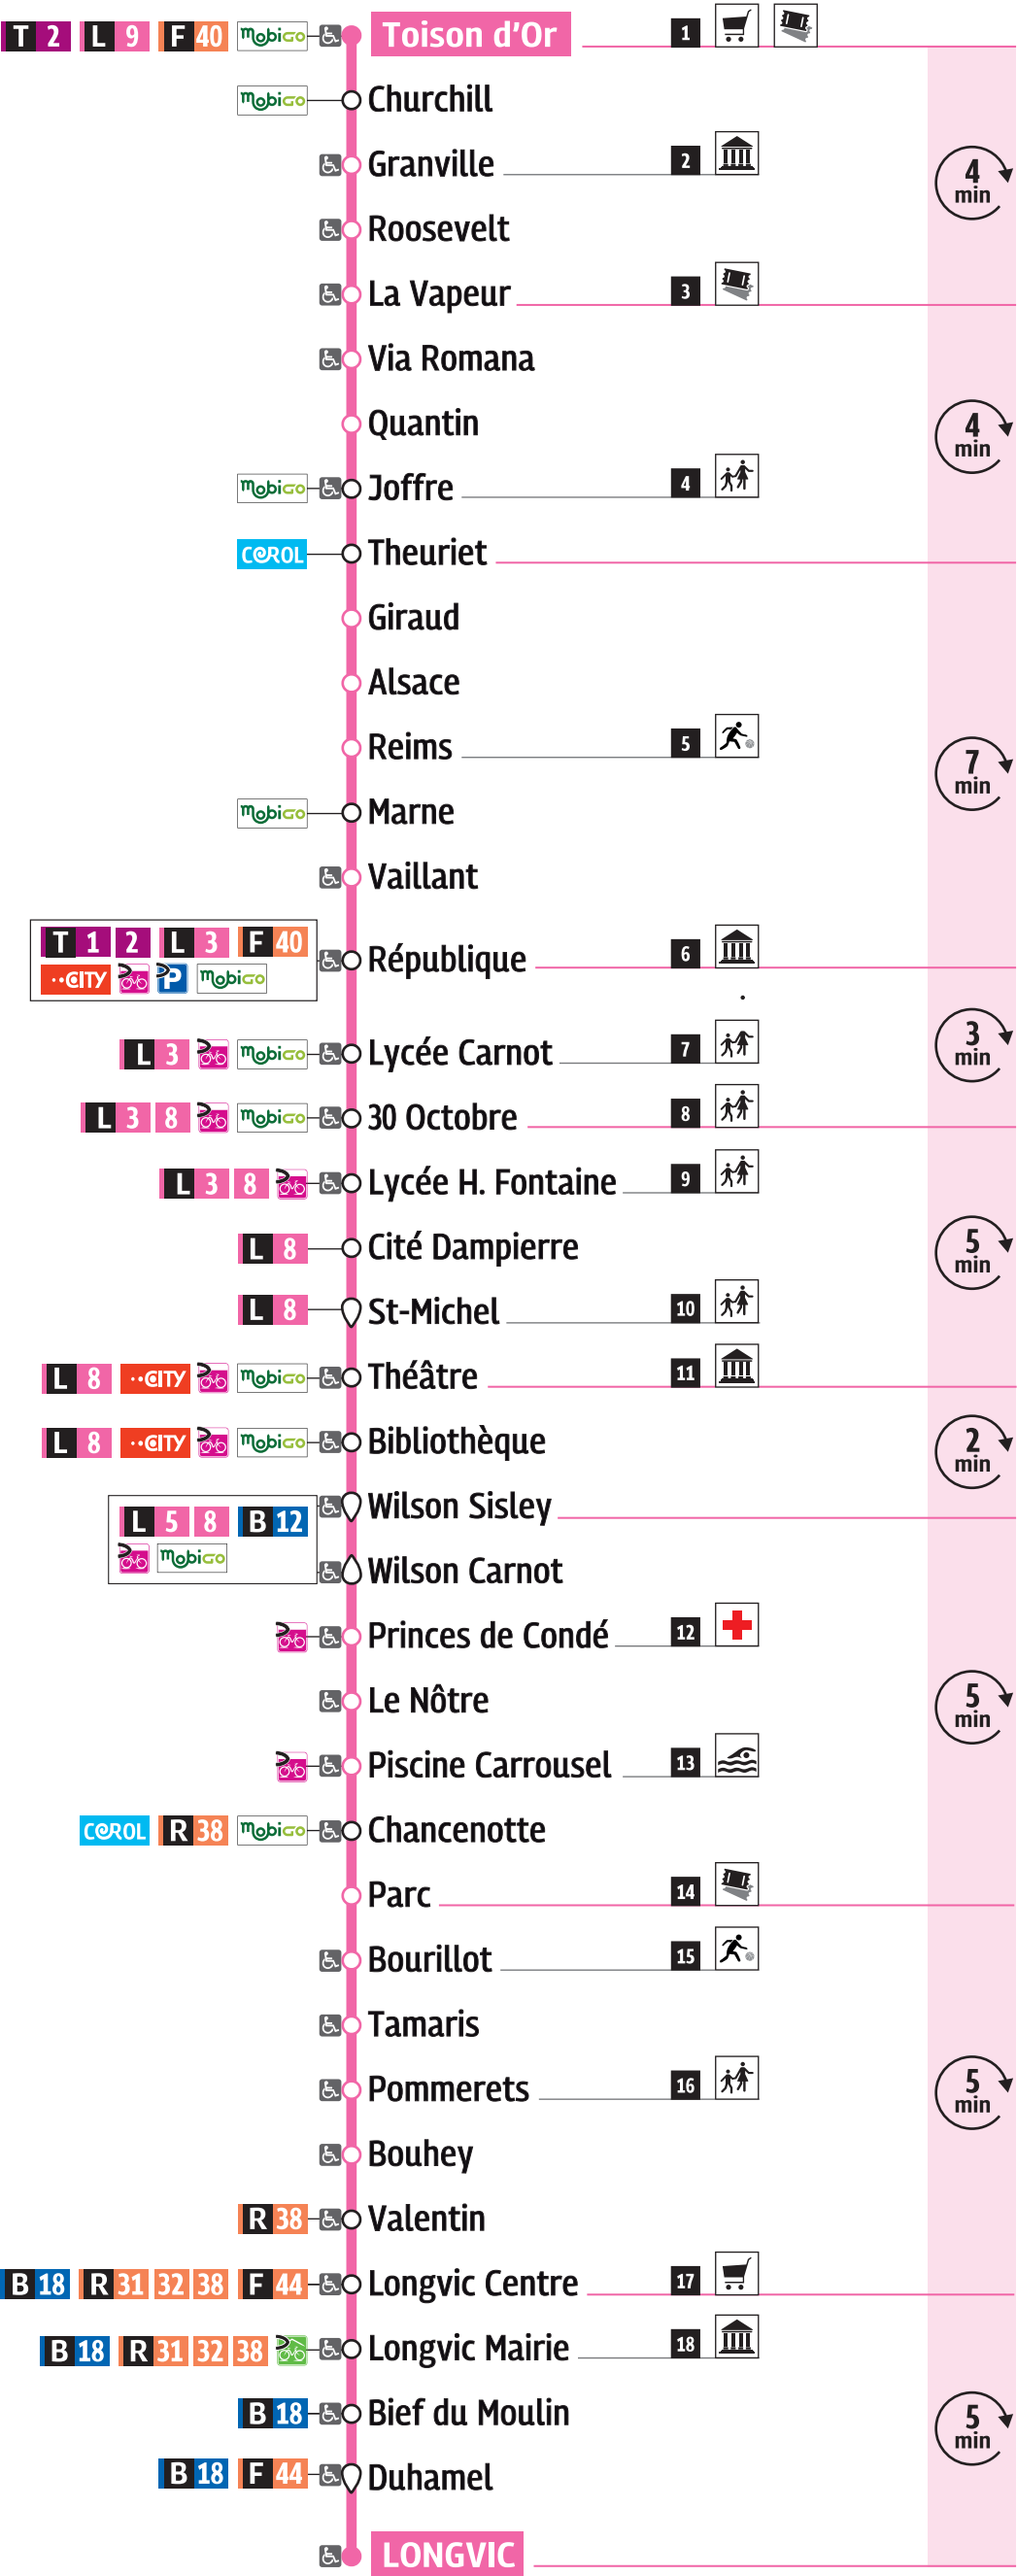 T 2 L 9 F 40 mobiGO Toison d'Or 1
mobiGO Churchill
Granville 2
4 min
Roosevelt
La Vapeur 3
Via Romana
Quantin
4 min
mobiGO Joffre 4
COROL Theuriet
Giraud
Alsace
Reims 5
7 min
mobiGO Marne
Vaillant
T 1 2 L 3 F 40
CITY P mobiGO
République 6
L 3 mobiGO Lycée Carnot 7
3 min
L 3 8 mobiGO 30 Octobre 8
L 3 8 Lycée H. Fontaine 9
L 8 Cité Dampierre
5 min
L 8 St-Michel 10
L 8 CITY mobiGO Théâtre 11
L 8 CITY mobiGO Bibliothèque
2 min
L 5 8 B 12
mobiGO
Wilson Sisley
Wilson Carnot
Princes de Condé 12
Le Nôtre
5 min
Piscine Carrousel 13
COROL R 38 mobiGO Chancenotte
Parc 14
Bourillot 15
Tamaris
Pommerets 16
5 min
Bouhey
R 38 Valentin
B 18 R 31 32 38 F 44 Longvic Centre 17
B 18 R 31 32 38 Longvic Mairie 18
B 18 Bief du Moulin
5 min
B 18 F 44 Duhamel
LONGVIC